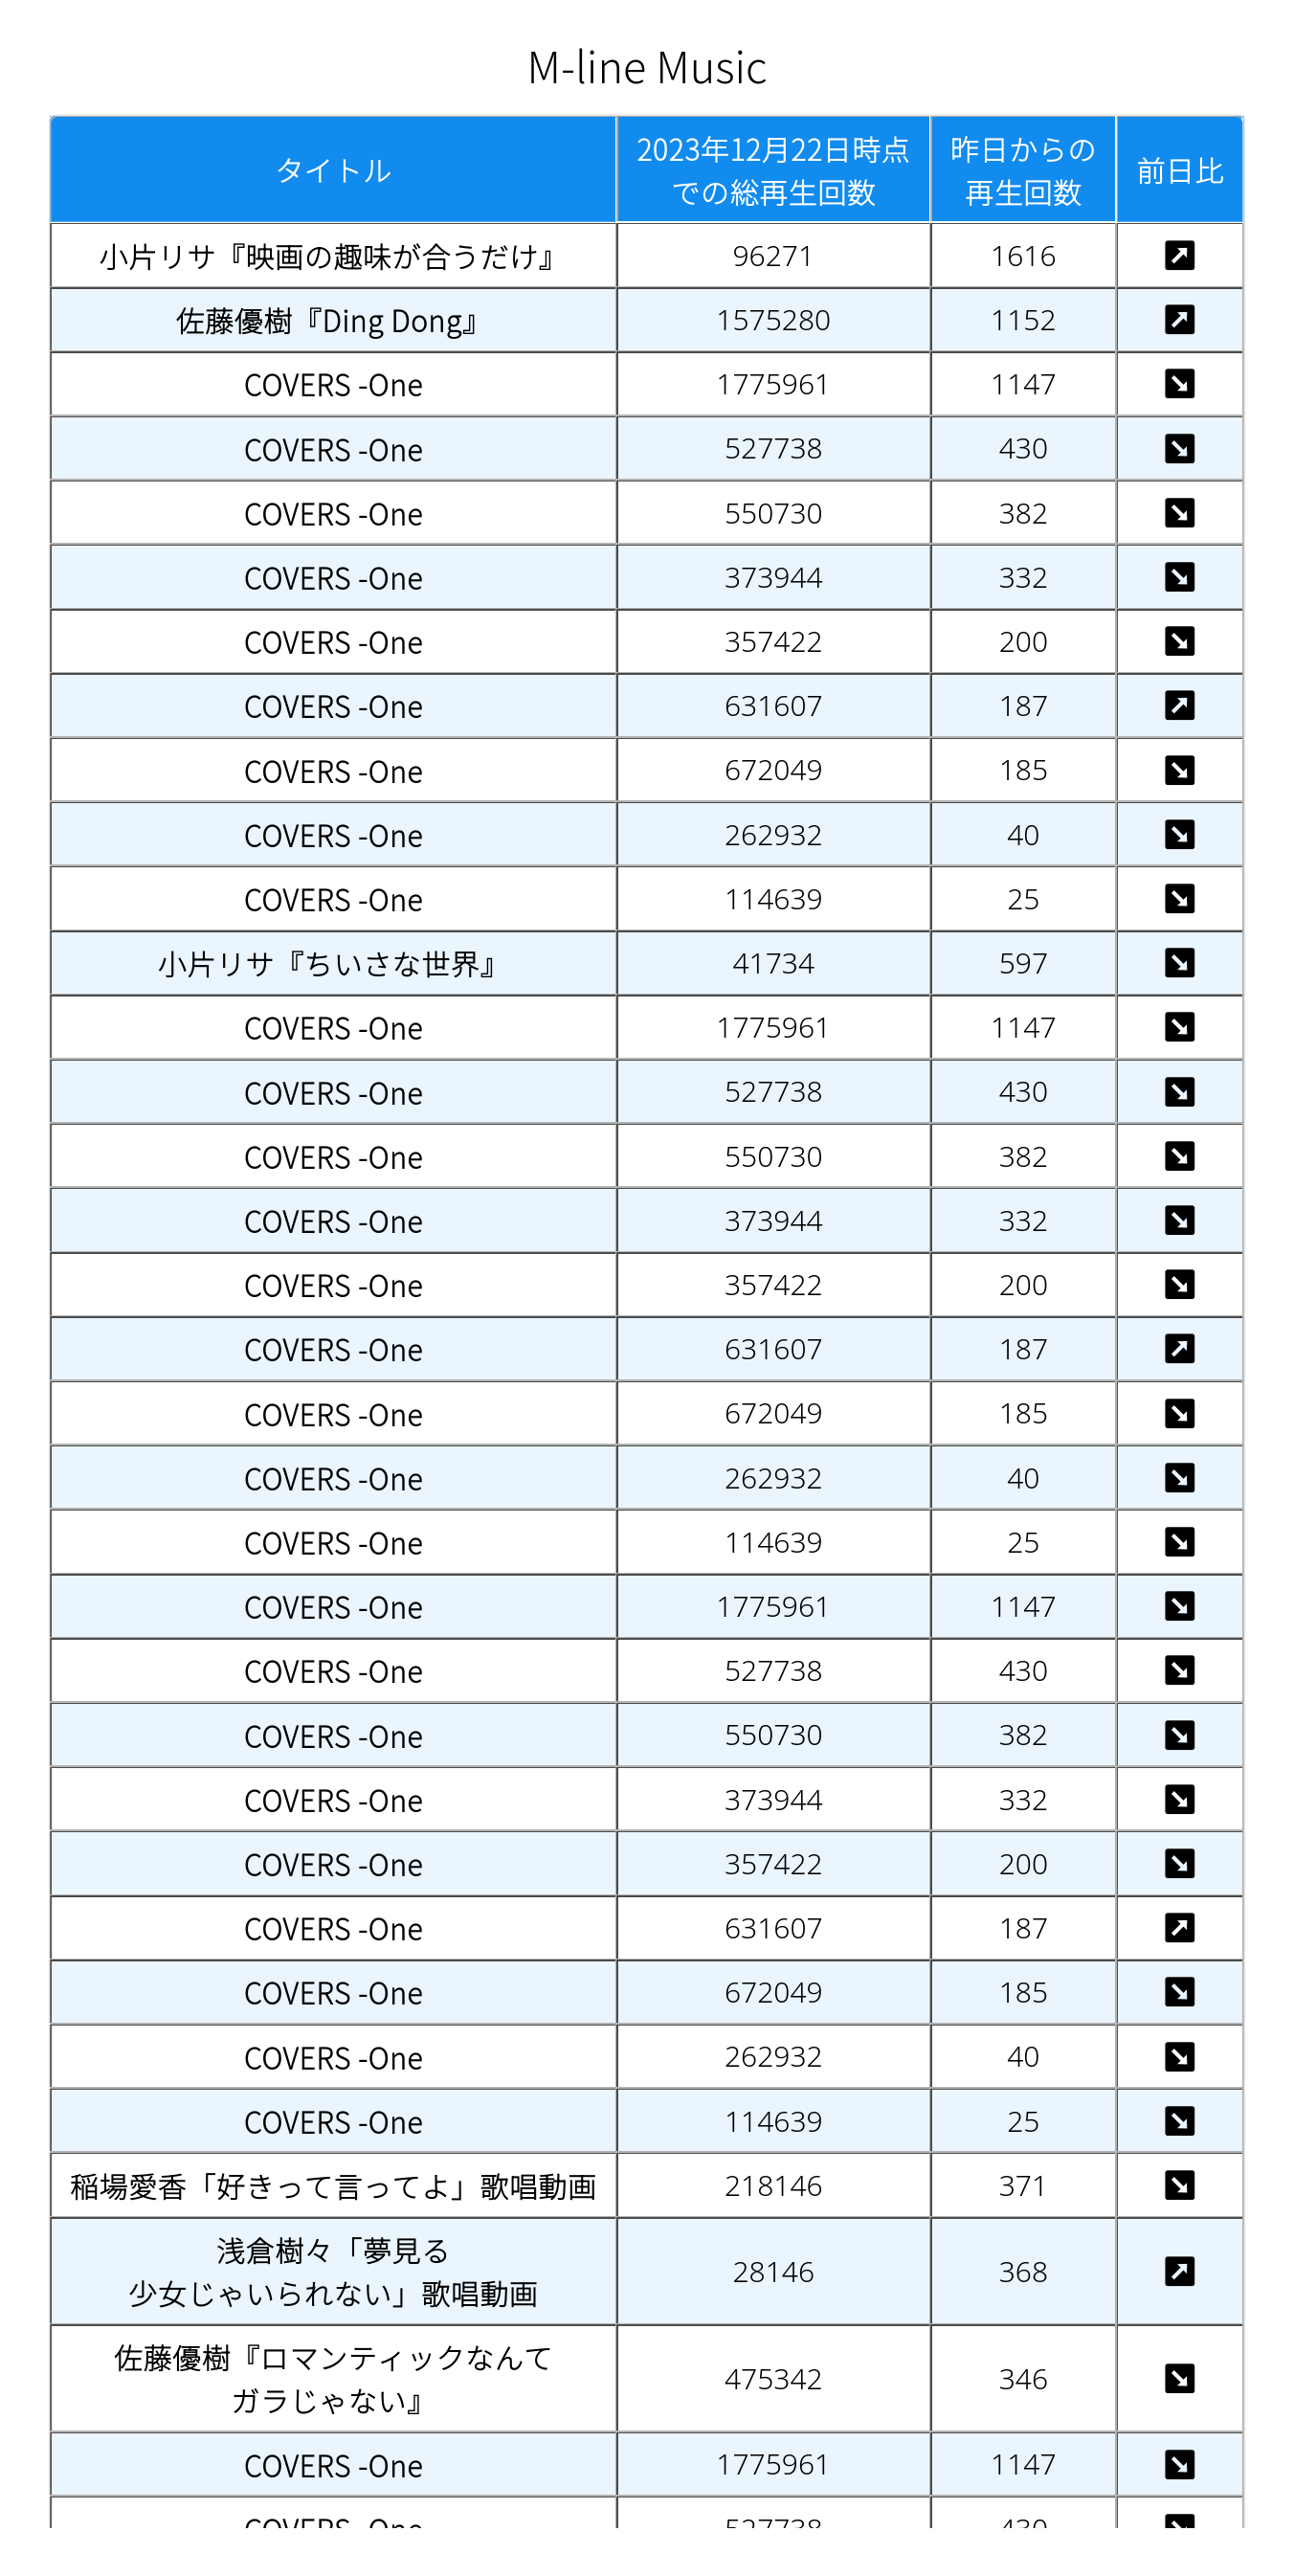 M-line Music
タイトル 2023年12月22日時点での総再生回数 昨日からの再生回数 前日比
小片リサ『映画の趣味が合うだけ』 96271 1616 ↗
佐藤優樹『Ding Dong』 1575280 1152 ↗
COVERS -One 1775961 1147 ↘
COVERS -One 527738 430 ↘
COVERS -One 550730 382 ↘
COVERS -One 373944 332 ↘
COVERS -One 357422 200 ↘
COVERS -One 631607 187 ↗
COVERS -One 672049 185 ↘
COVERS -One 262932 40 ↘
COVERS -One 114639 25 ↘
小片リサ『ちいさな世界』 41734 597 ↘
COVERS -One 1775961 1147 ↘
COVERS -One 527738 430 ↘
COVERS -One 550730 382 ↘
COVERS -One 373944 332 ↘
COVERS -One 357422 200 ↘
COVERS -One 631607 187 ↗
COVERS -One 672049 185 ↘
COVERS -One 262932 40 ↘
COVERS -One 114639 25 ↘
COVERS -One 1775961 1147 ↘
COVERS -One 527738 430 ↘
COVERS -One 550730 382 ↘
COVERS -One 373944 332 ↘
COVERS -One 357422 200 ↘
COVERS -One 631607 187 ↗
COVERS -One 672049 185 ↘
COVERS -One 262932 40 ↘
COVERS -One 114639 25 ↘
稲場愛香「好きって言ってよ」歌唱動画 218146 371 ↘
浅倉樹々「夢見る
少女じゃいられない」歌唱動画 28146 368 ↗
佐藤優樹『ロマンティックなんて
ガラじゃない』 475342 346 ↘
COVERS -One 1775961 1147 ↘
COVERS -One 527738 430 ↘